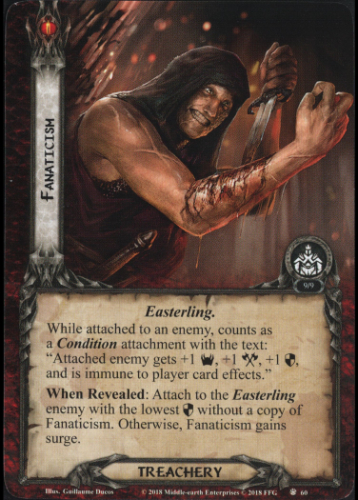 FANATICISM
9/9
Easterling.
While attached to an enemy, counts as
a Condition attachment with the text:
“Attached enemy gets +1 , +1 , +1 ,
and is immune to player card effects.”
When Revealed: Attach to the Easterling
enemy with the lowest without a copy of
Fanaticism. Otherwise, Fanaticism gains
surge.
TREACHERY
Illus. Guillaume Ducos © 2018 Middle-earth Enterprises © 2018 FFG 60